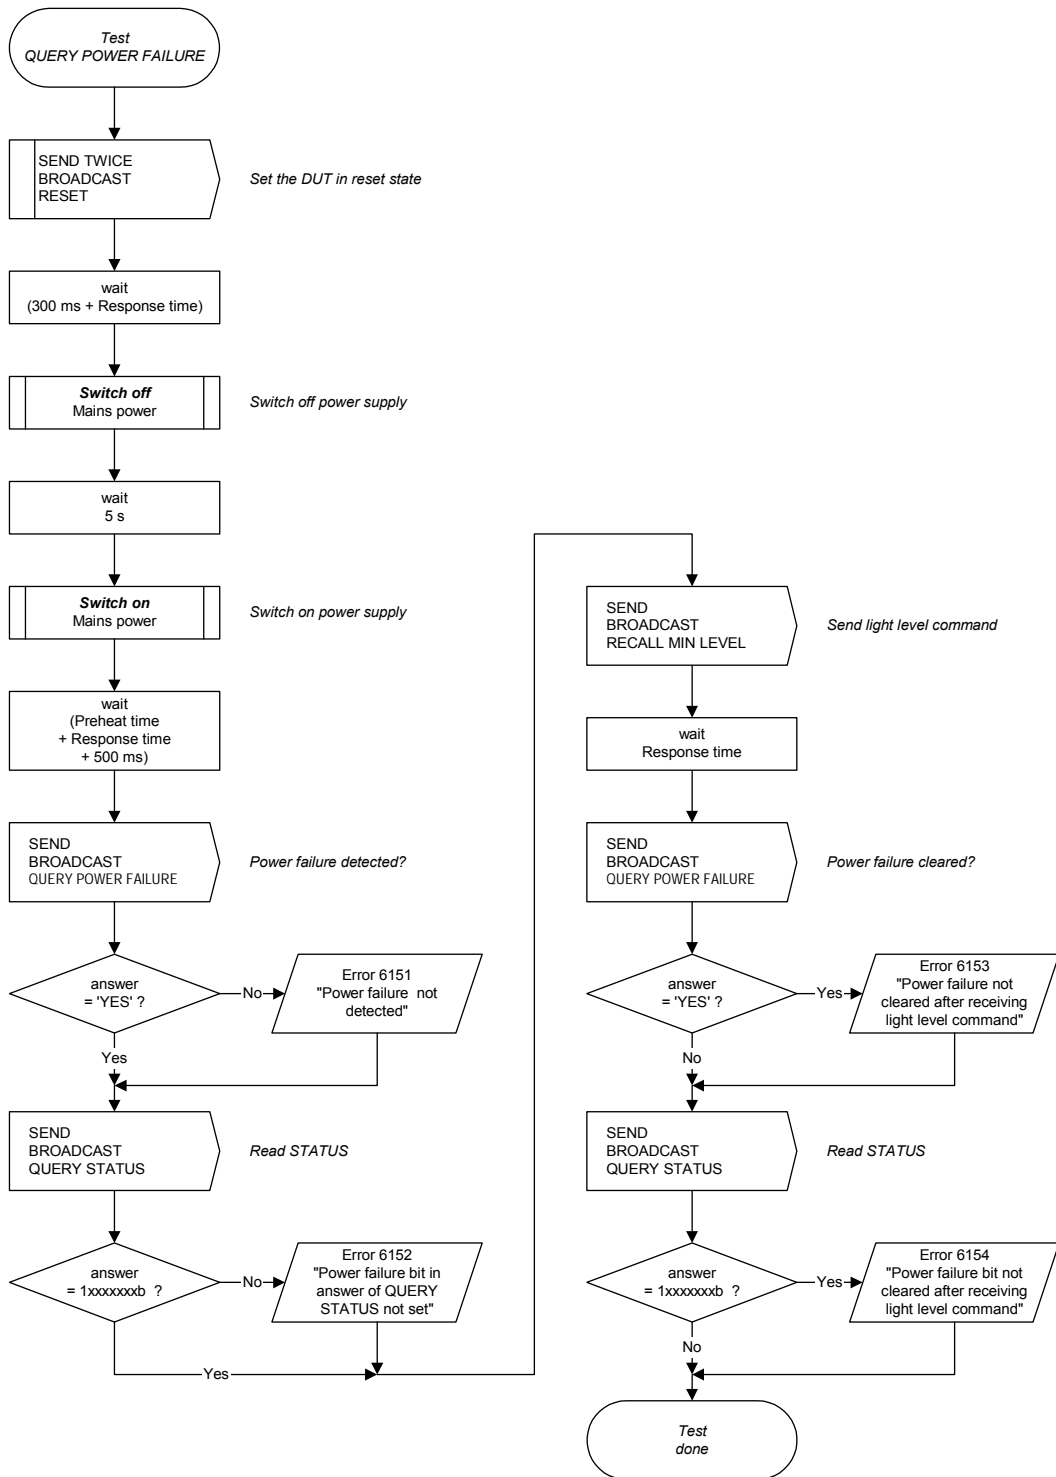 Test
QUERY POWER FAILURE
SEND TWICE
BROADCAST
RESET
Set the DUT in reset state
wait
(300 ms + Response time)
Switch off
Mains power
Switch off power supply
wait
5 s
Switch on
Mains power
Switch on power supply
wait
(Preheat time
+ Response time
+ 500 ms)
SEND
BROADCAST
QUERY POWER FAILURE
Power failure detected?
answer
= 'YES' ?
No
Error 6151
"Power failure not
detected"
Yes
SEND
BROADCAST
QUERY STATUS
Read STATUS
answer
= 1xxxxxxxb ?
No
Error 6152
"Power failure bit in
answer of QUERY
STATUS not set"
Yes
SEND
BROADCAST
RECALL MIN LEVEL
Send light level command
wait
Response time
SEND
BROADCAST
QUERY POWER FAILURE
Power failure cleared?
answer
= 'YES' ?
Yes
Error 6153
"Power failure not
cleared after receiving
light level command"
No
SEND
BROADCAST
QUERY STATUS
Read STATUS
answer
= 1xxxxxxxb ?
Yes
Error 6154
"Power failure bit not
cleared after receiving
light level command"
No
Test
done